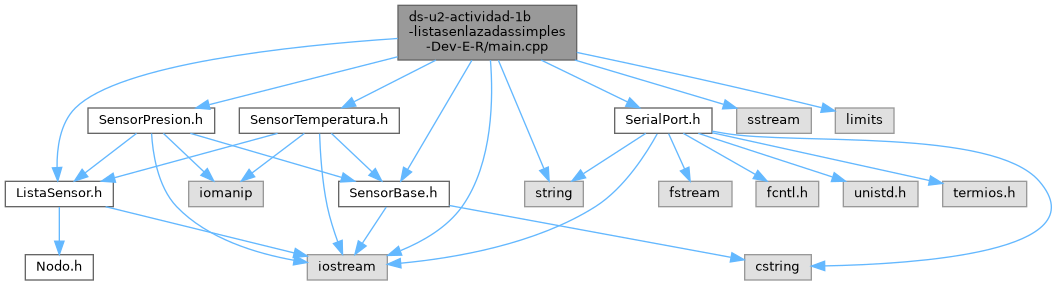 ds-u2-actividad-1b
-listasenlazadassimples
-Dev-E-R/main.cpp
SensorPresion.h
SensorTemperatura.h
SerialPort.h
sstream
limits
ListaSensor.h
iomanip
SensorBase.h
string
fstream
fcntl.h
unistd.h
termios.h
Nodo.h
iostream
cstring